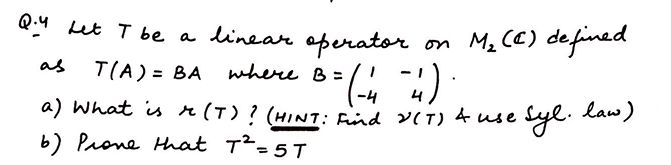 Q.4 Let T be a linear operator on M₂(ℂ) defined
as T(A) = BA where B = ( 1 -1
-4 4 ) .
a) What is r(T) ? (HINT: Find ν(T) & use Syl. law)
b) Prove that T² = 5T